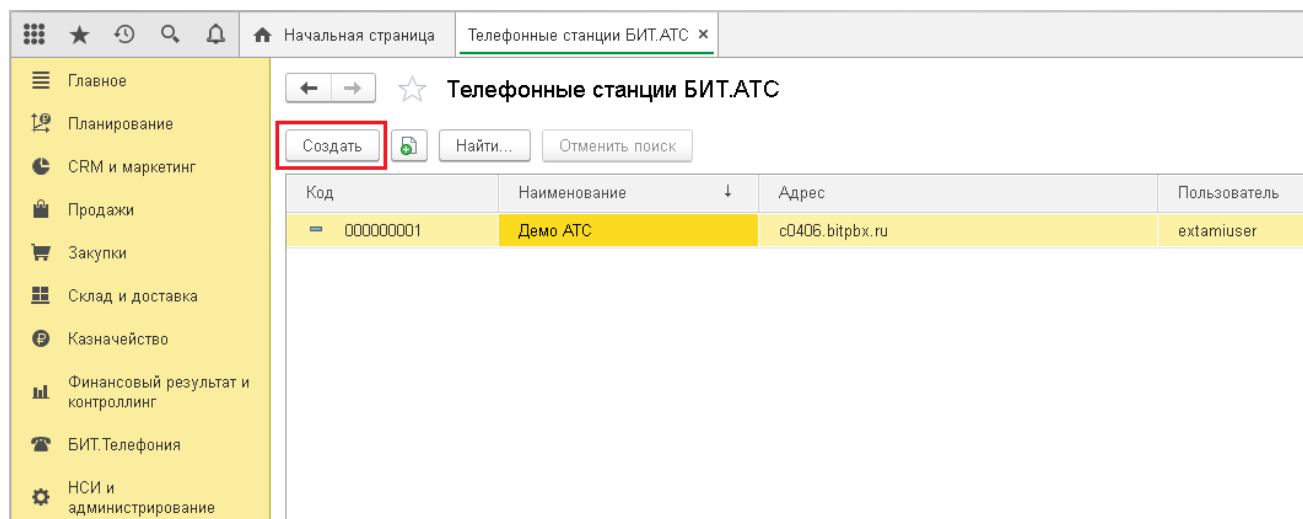 Начальная страница
Телефонные станции БИТ.АТС ×
Главное
Планирование
CRM и маркетинг
Продажи
Закупки
Склад и доставка
Казначейство
Финансовый результат и
контроллинг
БИТ.Телефония
НСИ и
администрирование
Телефонные станции БИТ.АТС
Создать Найти... Отменить поиск
Код Наименование ↓ Адрес Пользователь
000000001 Демо АТС c0406.bitpbx.ru extamiuser